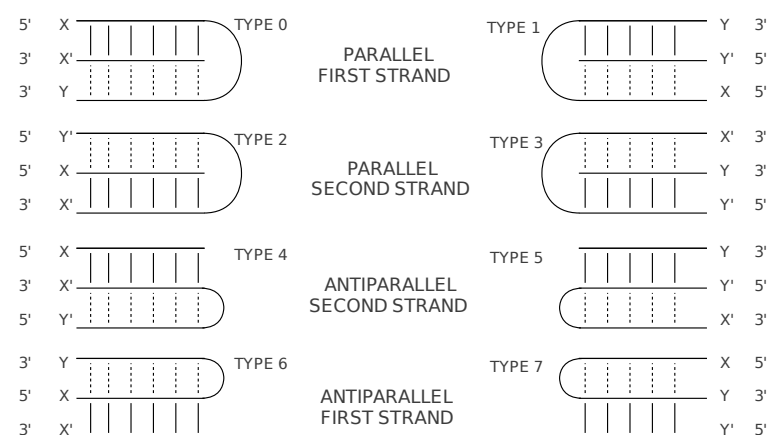 5' X TYPE 0 TYPE 1 Y 3'
3' X' PARALLEL Y' 5'
FIRST STRAND
3' Y X 5'
5' Y' TYPE 2 TYPE 3 X' 3'
5' X PARALLEL Y 3'
SECOND STRAND
3' X' Y' 5'
5' X TYPE 4 TYPE 5 Y 3'
3' X' ANTIPARALLEL Y' 5'
SECOND STRAND
5' Y' X' 3'
3' Y TYPE 6 TYPE 7 X 5'
5' X ANTIPARALLEL Y 3'
FIRST STRAND
3' X' Y' 5'